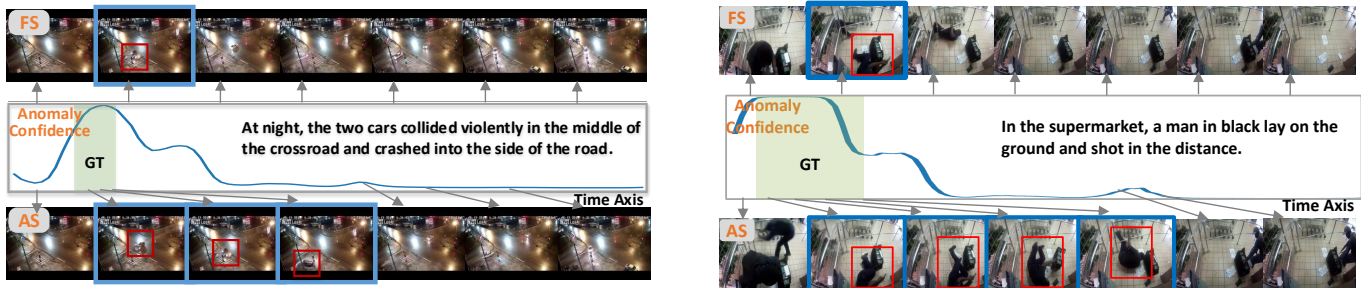 FS
Anomaly
Confidence
GT
At night, the two cars collided violently in the middle of
the crossroad and crashed into the side of the road.
Time Axis
AS
FS
Anomaly
Confidence
GT
In the supermarket, a man in black lay on the
ground and shot in the distance.
Time Axis
AS